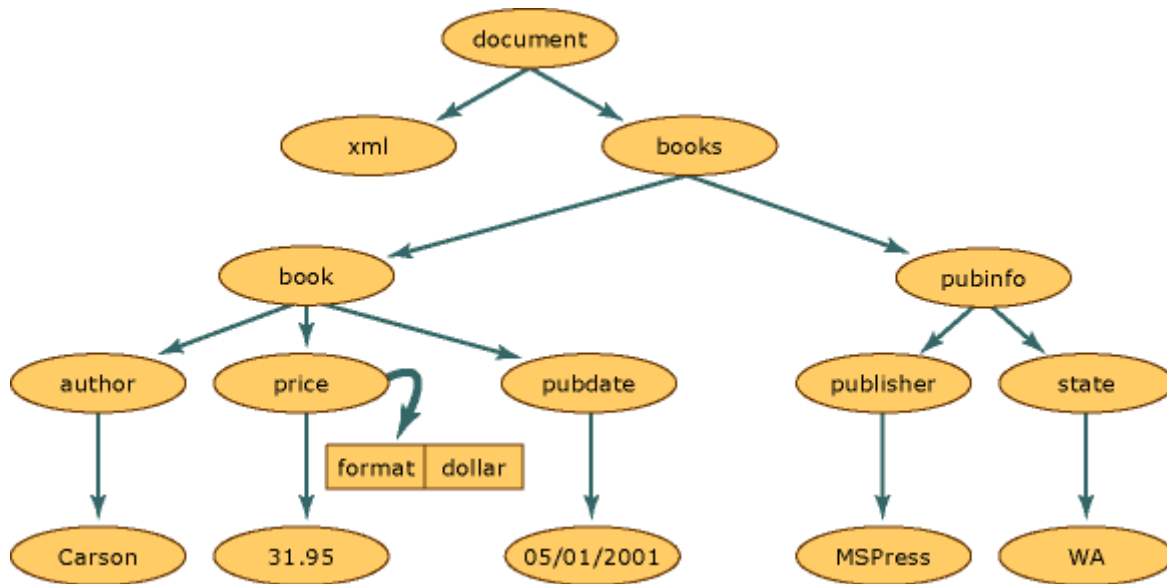 document
xml
books
book
pubinfo
author
price
pubdate
publisher
state
format dollar
Carson
31.95
05/01/2001
MSPress
WA